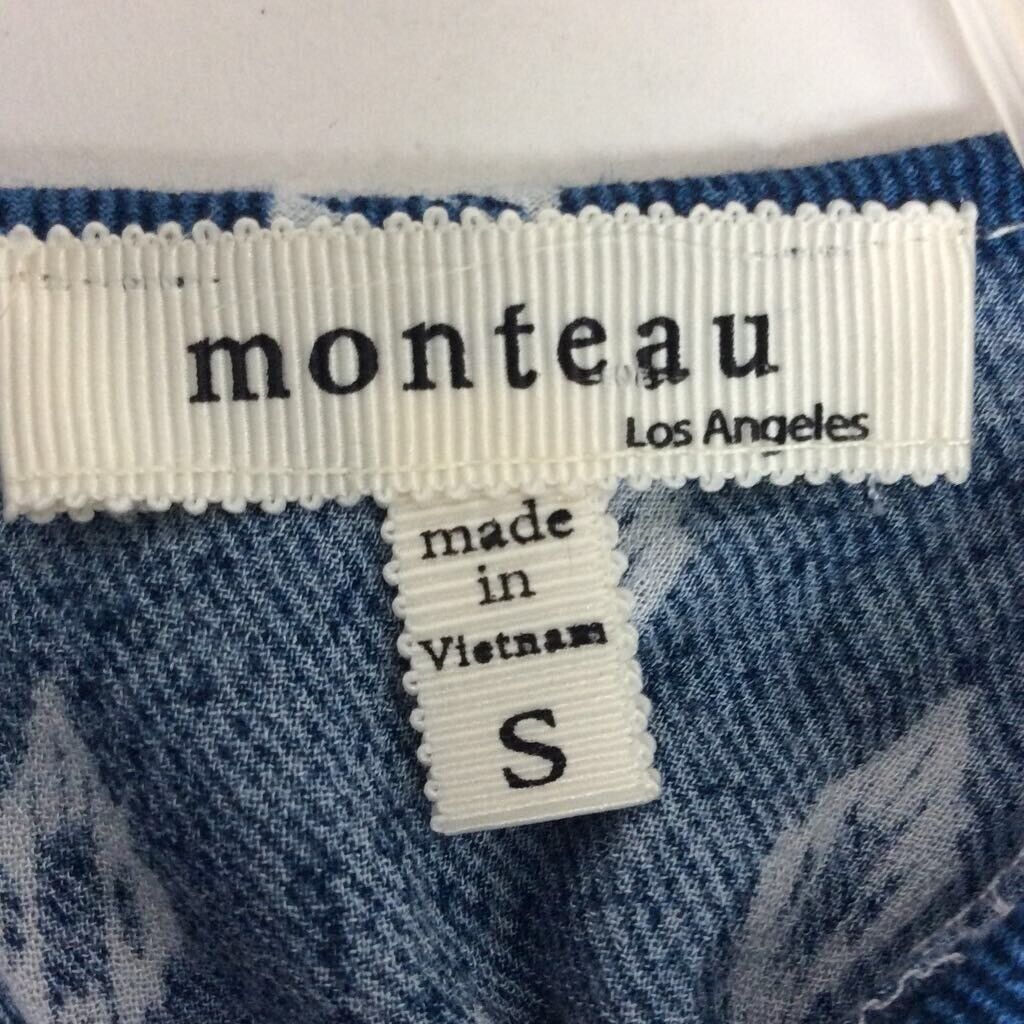 monteau
Los Angeles
made
in
Vietnam
S